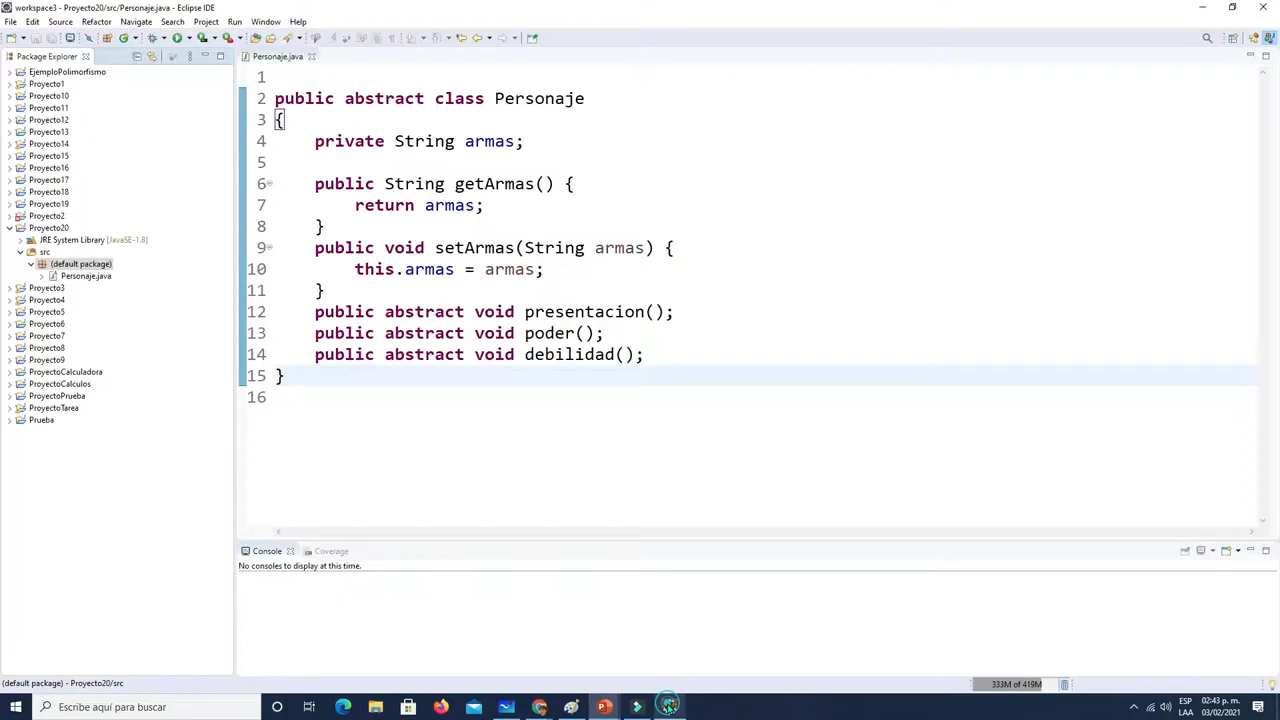 workspace3 - Proyecto20/src/Personaje.java - Eclipse IDE
File Edit Source Refactor Navigate Search Project Run Window Help
Package Explorer
EjemploPolimorfismo
Proyecto1
Proyecto10
Proyecto11
Proyecto12
Proyecto13
Proyecto14
Proyecto15
Proyecto16
Proyecto17
Proyecto18
Proyecto19
Proyecto2
Proyecto20
JRE System Library [JavaSE-1.8]
src
(default package)
Personaje.java
Proyecto3
Proyecto4
Proyecto5
Proyecto6
Proyecto7
Proyecto8
Proyecto9
ProyectoCalculadora
ProyectoCalculos
ProyectoPrueba
ProyectoTarea
Prueba
Personaje.java
1
2 public abstract class Personaje
3 {
4 private String armas;
5
6 public String getArmas() {
7 return armas;
8 }
9 public void setArmas(String armas) {
10 this.armas = armas;
11 }
12 public abstract void presentacion();
13 public abstract void poder();
14 public abstract void debilidad();
15 }
16
Console Coverage
No consoles to display at this time.
(default package) - Proyecto20/src
333M of 419M
Escribe aquí para buscar
ESP 02:43 p. m.
LAA 03/02/2021